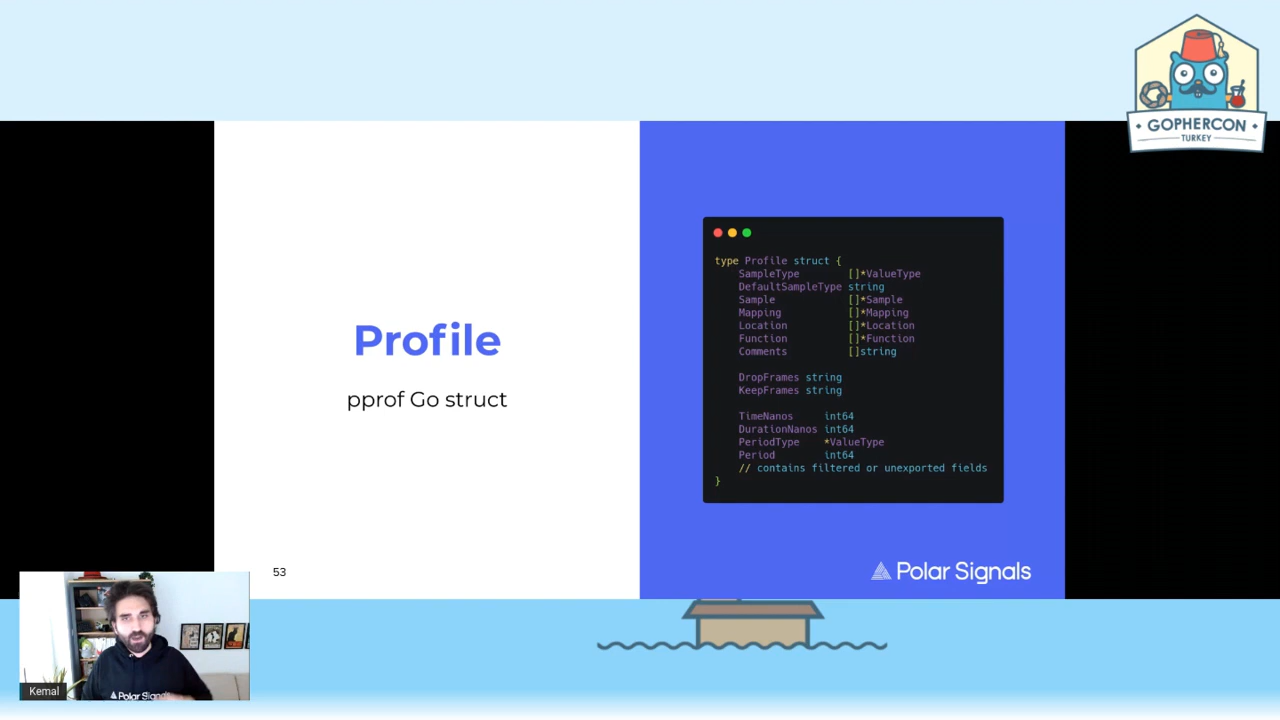 GOPHERCON
TURKEY
Profile
pprof Go struct
type Profile struct {
SampleType []*ValueType
DefaultSampleType string
Sample []*Sample
Mapping []*Mapping
Location []*Location
Function []*Function
Comments []string
DropFrames string
KeepFrames string
TimeNanos int64
DurationNanos int64
PeriodType *ValueType
Period int64
// contains filtered or unexported fields
}
53
Polar Signals
Polar Signals
Kemal